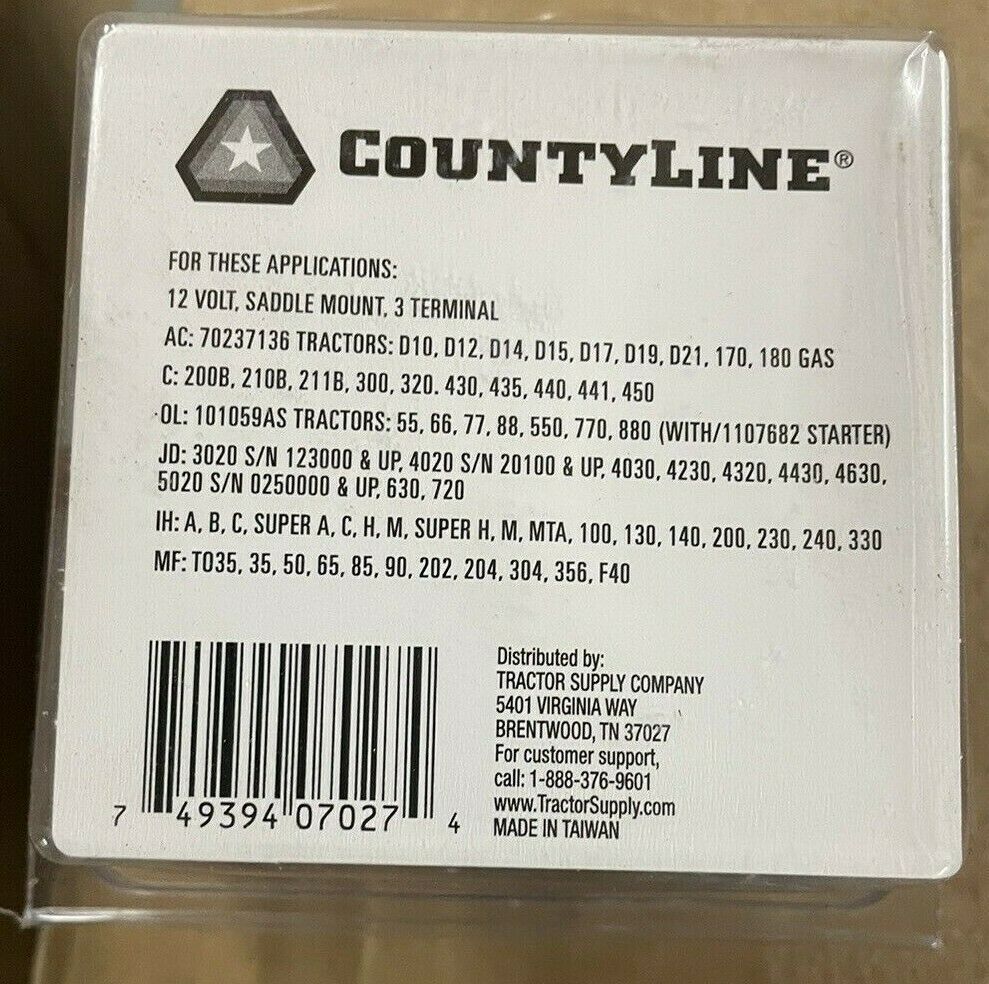 COUNTYLINE®
FOR THESE APPLICATIONS:
12 VOLT, SADDLE MOUNT, 3 TERMINAL
AC: 70237136 TRACTORS: D10, D12, D14, D15, D17, D19, D21, 170, 180 GAS
C: 200B, 210B, 211B, 300, 320. 430, 435, 440, 441, 450
OL: 101059AS TRACTORS: 55, 66, 77, 88, 550, 770, 880 (WITH/1107682 STARTER)
JD: 3020 S/N 123000 & UP, 4020 S/N 20100 & UP, 4030, 4230, 4320, 4430, 4630,
5020 S/N 0250000 & UP, 630, 720
IH: A, B, C, SUPER A, C, H, M, SUPER H, M, MTA, 100, 130, 140, 200, 230, 240, 330
MF: TO35, 35, 50, 65, 85, 90, 202, 204, 304, 356, F40
7 49394 07027 4
Distributed by:
TRACTOR SUPPLY COMPANY
5401 VIRGINIA WAY
BRENTWOOD, TN 37027
For customer support,
call: 1-888-376-9601
www.TractorSupply.com
MADE IN TAIWAN